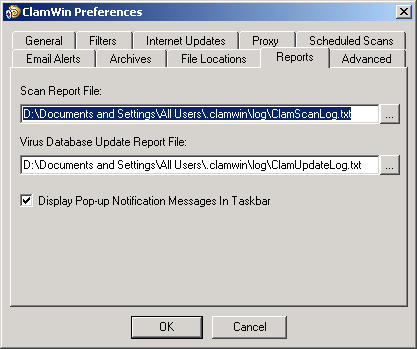 ClamWin Preferences
General Filters Internet Updates Proxy Scheduled Scans
Email Alerts Archives File Locations Reports Advanced
Scan Report File:
D:\Documents and Settings\All Users\.clamwin\log\ClamScanLog.txt ...
Virus Database Update Report File:
D:\Documents and Settings\All Users\.clamwin\log\ClamUpdateLog.txt ...
Display Pop-up Notification Messages In Taskbar
OK Cancel